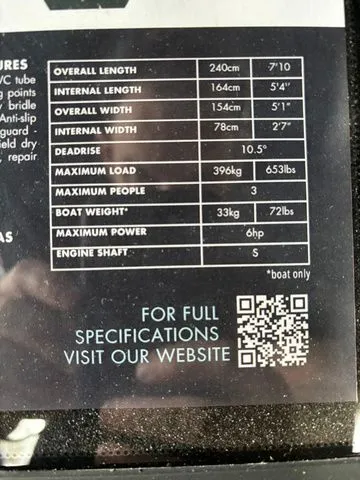 URES
VC tube
g points
bridle
Anti-slip
guard -
ield dry
, repair
AS
OVERALL LENGTH 240cm 7'10
INTERNAL LENGTH 164cm 5'4"
OVERALL WIDTH 154cm 5'1"
INTERNAL WIDTH 78cm 2'7"
DEADRISE 10.5°
MAXIMUM LOAD 396kg 653lbs
MAXIMUM PEOPLE 3
BOAT WEIGHT* 33kg 72lbs
MAXIMUM POWER 6hp
ENGINE SHAFT S
*boat only
FOR FULL
SPECIFICATIONS
VISIT OUR WEBSITE